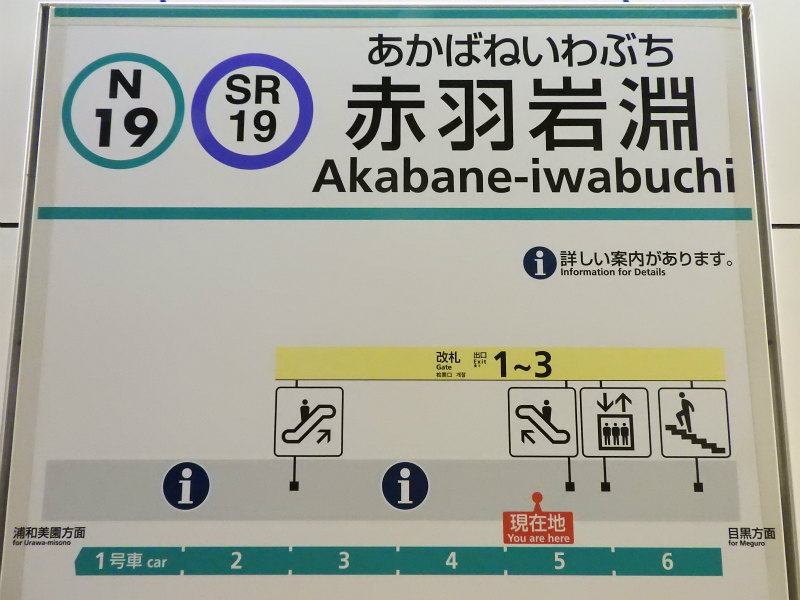 あかばねいわぶち
N
19
SR
19
赤羽岩淵
Akabane-iwabuchi
i 詳しい案内があります。
Information for Details
改札
Gate
出口
Exit
1~3
i
i
現在地
You are here
浦和美園方面
for Urawa-misono
目黒方面
for Meguro
1号車 car 2 3 4 5 6